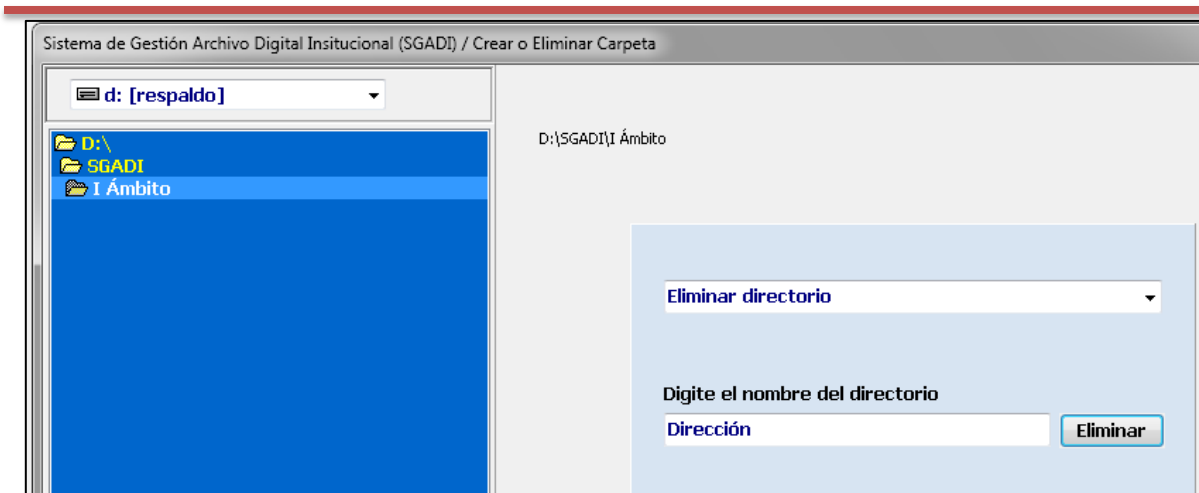 Sistema de Gestión Archivo Digital Insitucional (SGADI) / Crear o Eliminar Carpeta
d: [respaldo]
D:\
SGADI
I Ámbito
D:\SGADI\I Ámbito
Eliminar directorio
Digite el nombre del directorio
Dirección
Eliminar